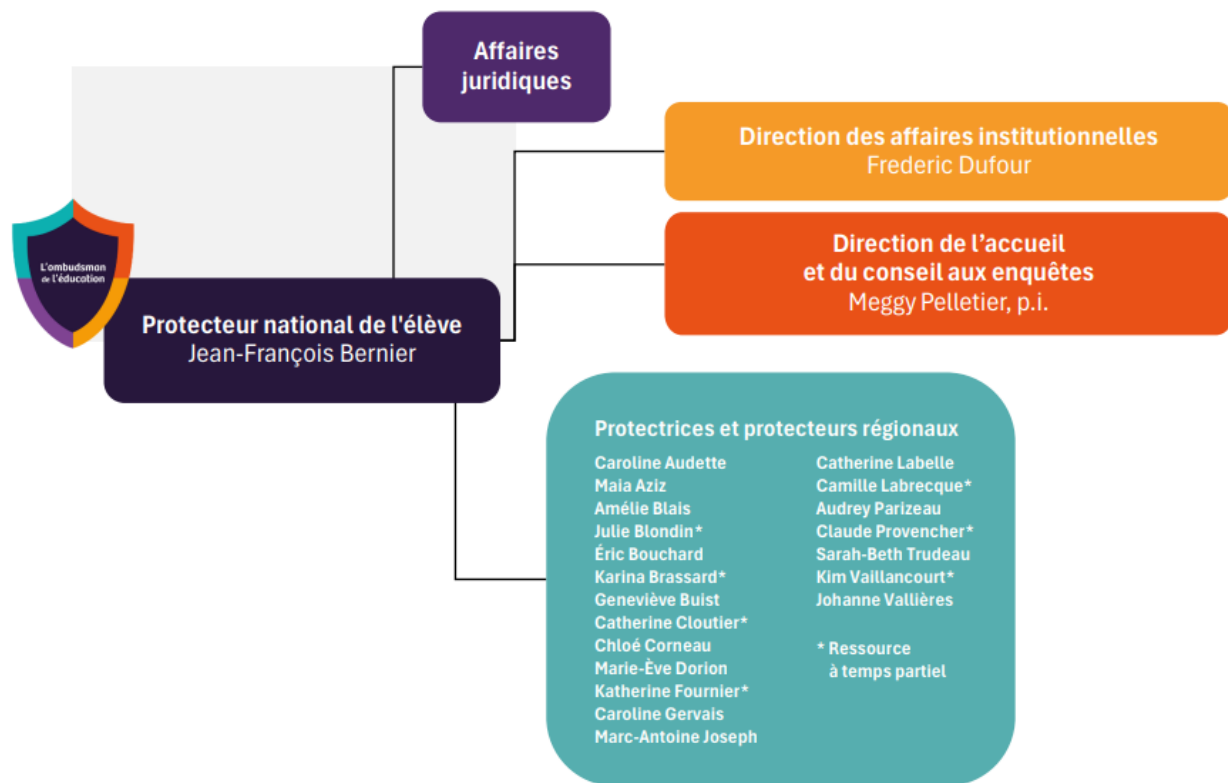 Affaires
juridiques
Direction des affaires institutionnelles
Frederic Dufour
Direction de l'accueil
et du conseil aux enquêtes
Meggy Pelletier, p.i.
L'ombudsman
de l'éducation
Protecteur national de l'élève
Jean-François Bernier
Protectrices et protecteurs régionaux
Caroline Audette
Maia Aziz
Amélie Blais
Julie Blondin*
Éric Bouchard
Karina Brassard*
Geneviève Buist
Catherine Cloutier*
Chloé Corneau
Marie-Ève Dorion
Katherine Fournier*
Caroline Gervais
Marc-Antoine Joseph
Catherine Labelle
Camille Labrecque*
Audrey Parizeau
Claude Provencher*
Sarah-Beth Trudeau
Kim Vaillancourt*
Johanne Vallières
* Ressource
à temps partiel